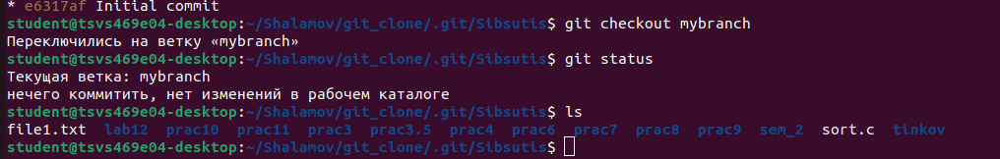 * e6317af Initial commit
student@tsvs469e04-desktop:~/Shalamov/git_clone/.git/Sibsutis$ git checkout mybranch
Переключились на ветку «mybranch»
student@tsvs469e04-desktop:~/Shalamov/git_clone/.git/Sibsutis$ git status
Текущая ветка: mybranch
нечего коммитить, нет изменений в рабочем каталоге
student@tsvs469e04-desktop:~/Shalamov/git_clone/.git/Sibsutis$ ls
file1.txt lab12 prac10 prac11 prac3 prac3.5 prac4 prac6 prac7 prac8 prac9 sem_2 sort.c tinkov
student@tsvs469e04-desktop:~/Shalamov/git_clone/.git/Sibsutis$